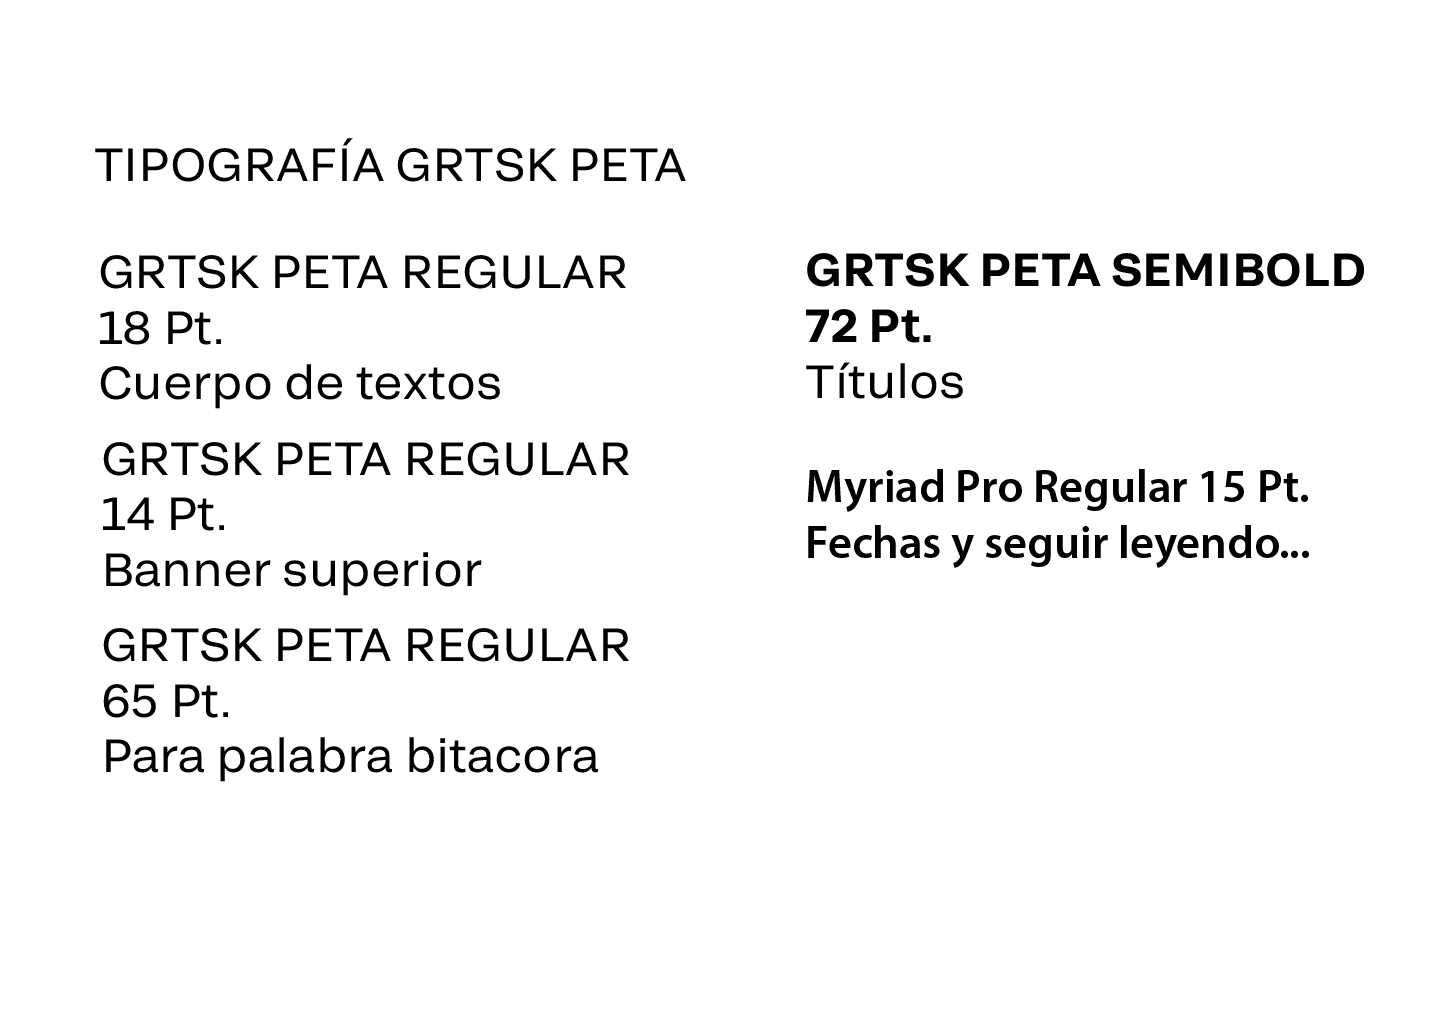 TIPOGRAFÍA GRTSK PETA
GRTSK PETA REGULAR
18 Pt.
Cuerpo de textos
GRTSK PETA REGULAR
14 Pt.
Banner superior
GRTSK PETA REGULAR
65 Pt.
Para palabra bitacora
GRTSK PETA SEMIBOLD
72 Pt.
Títulos
Myriad Pro Regular 15 Pt.
Fechas y seguir leyendo...